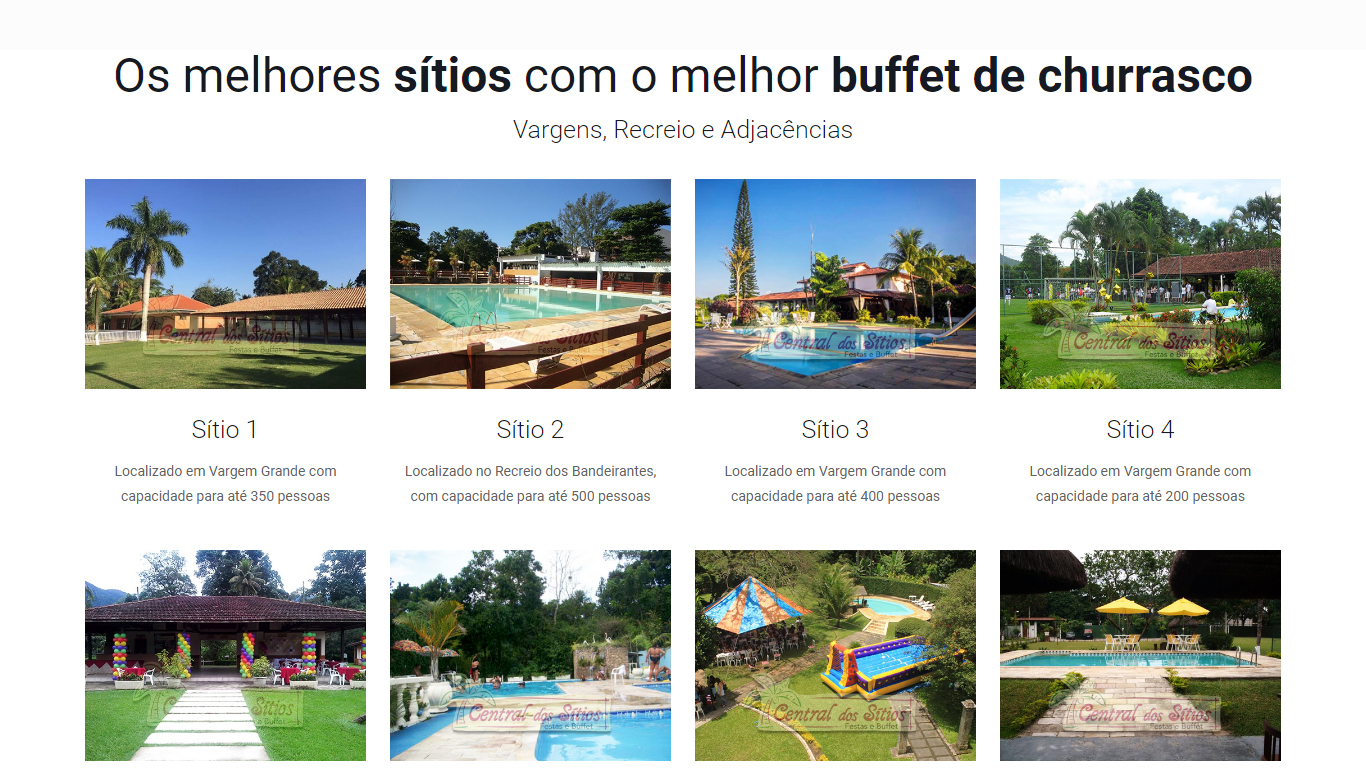 Os melhores sítios com o melhor buffet de churrasco
Vargens, Recreio e Adjacências
Central dos Sítios
Festas e Buffet
Central dos Sítios
Festas e Buffet
Central dos Sítios
Festas e Buffet
Central dos Sítios
Festas e Buffet
Sítio 1
Localizado em Vargem Grande com
capacidade para até 350 pessoas
Sítio 2
Localizado no Recreio dos Bandeirantes,
com capacidade para até 500 pessoas
Sítio 3
Localizado em Vargem Grande com
capacidade para até 400 pessoas
Sítio 4
Localizado em Vargem Grande com
capacidade para até 200 pessoas
Central dos Sítios
Festas e Buffet
Central dos Sítios
Festas e Buffet
Central dos Sítios
Festas e Buffet
Central dos Sítios
Festas e Buffet